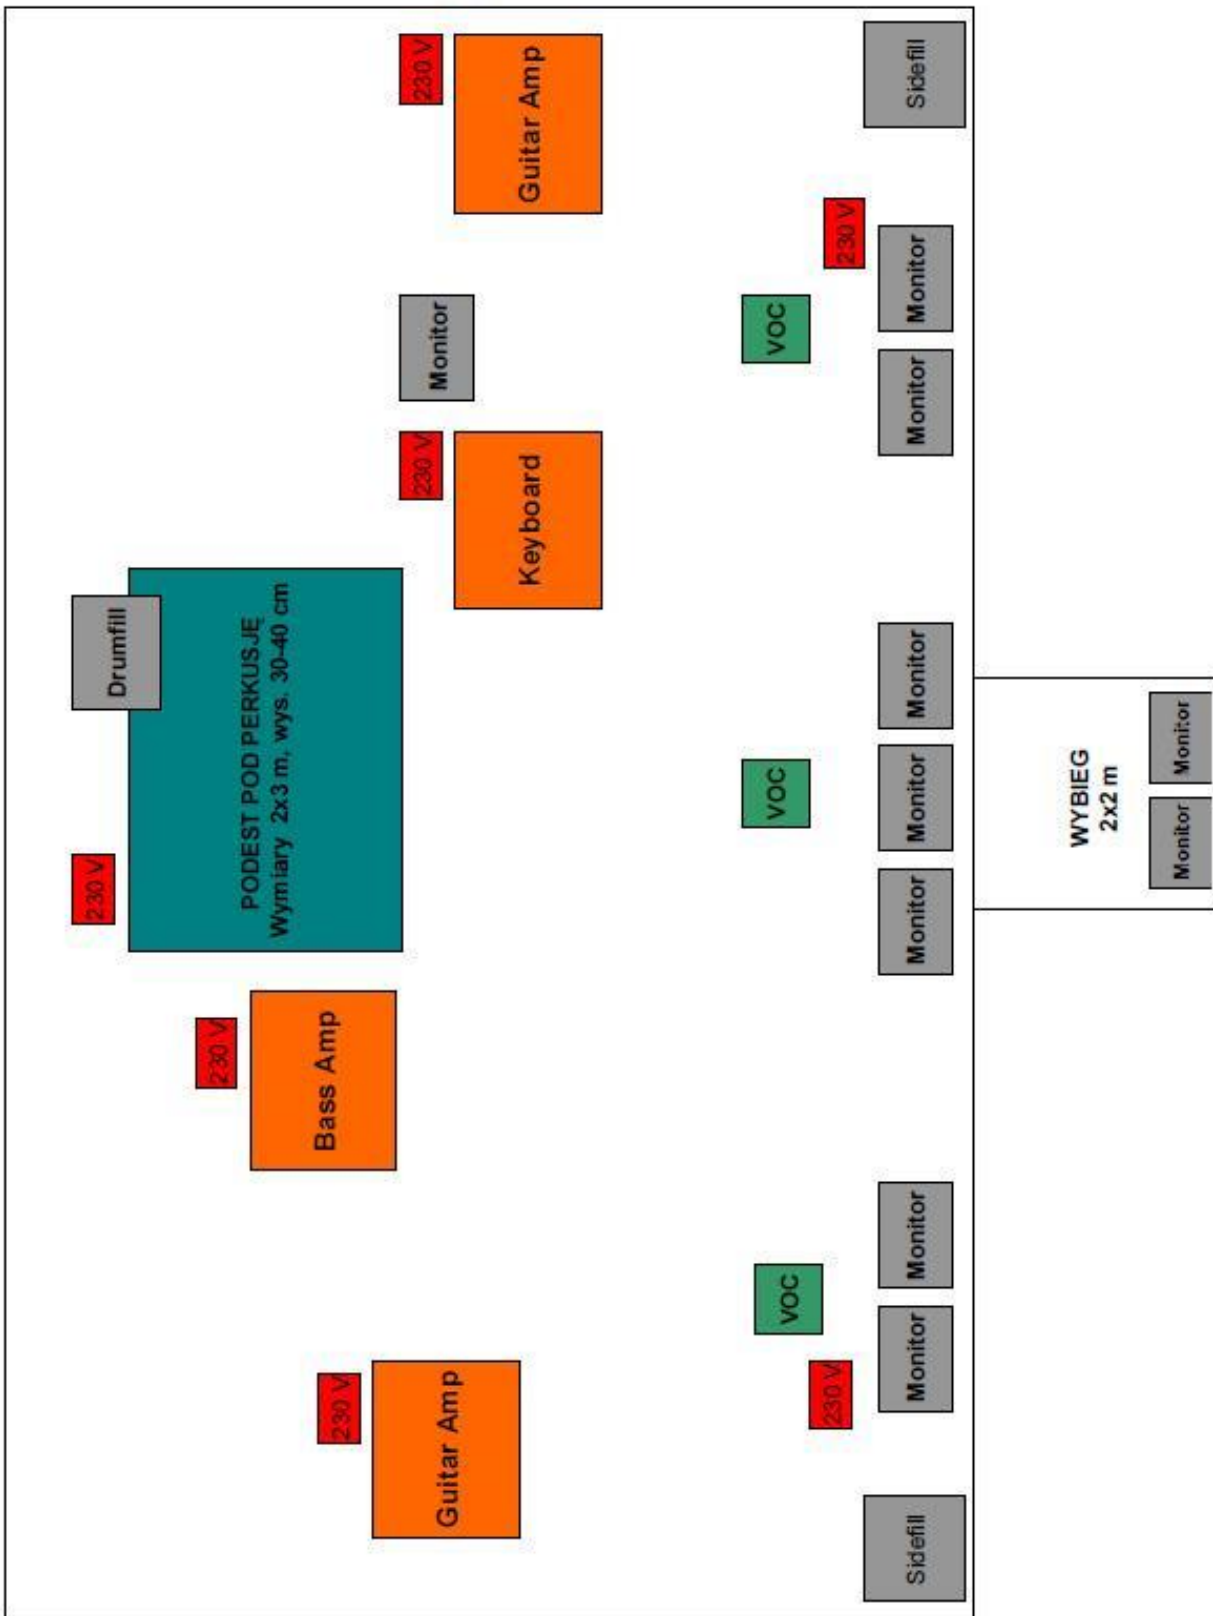 230 V
Drumfill
230 V
PODEST POD PERKUSJĘ
Wymiary 2x3 m, wys. 30-40 cm
Bass Amp
230 V
Guitar Amp
230 V
Keyboard
Monitor
230 V
Guitar Amp
VOC
VOC
VOC
230 V
230 V
Sidefill
Monitor
Monitor
Monitor
Monitor
Monitor
Monitor
Monitor
Sidefill
WYBIEG
2x2 m
Monitor
Monitor